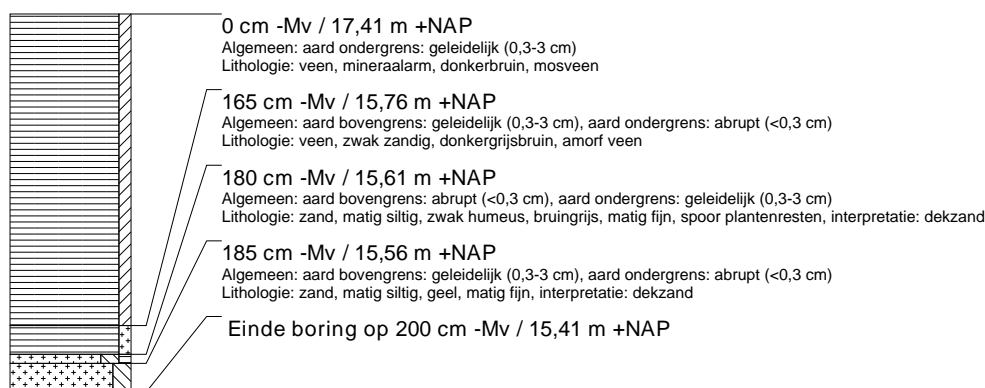 0 cm -Mv / 17,41 m +NAP
Algemeen: aard ondergrens: geleidelijk (0,3-3 cm)
Lithologie: veen, mineraalarm, donkerbruin, mosveen
165 cm -Mv / 15,76 m +NAP
Algemeen: aard bovengrens: geleidelijk (0,3-3 cm), aard ondergrens: abrupt (<0,3 cm)
Lithologie: veen, zwak zandig, donkergrijsbruin, amorf veen
180 cm -Mv / 15,61 m +NAP
Algemeen: aard bovengrens: abrupt (<0,3 cm), aard ondergrens: geleidelijk (0,3-3 cm)
Lithologie: zand, matig siltig, zwak humeus, bruingrijs, matig fijn, spoor plantenresten, interpretatie: dekzand
185 cm -Mv / 15,56 m +NAP
Algemeen: aard bovengrens: geleidelijk (0,3-3 cm), aard ondergrens: abrupt (<0,3 cm)
Lithologie: zand, matig siltig, geel, matig fijn, interpretatie: dekzand
Einde boring op 200 cm -Mv / 15,41 m +NAP